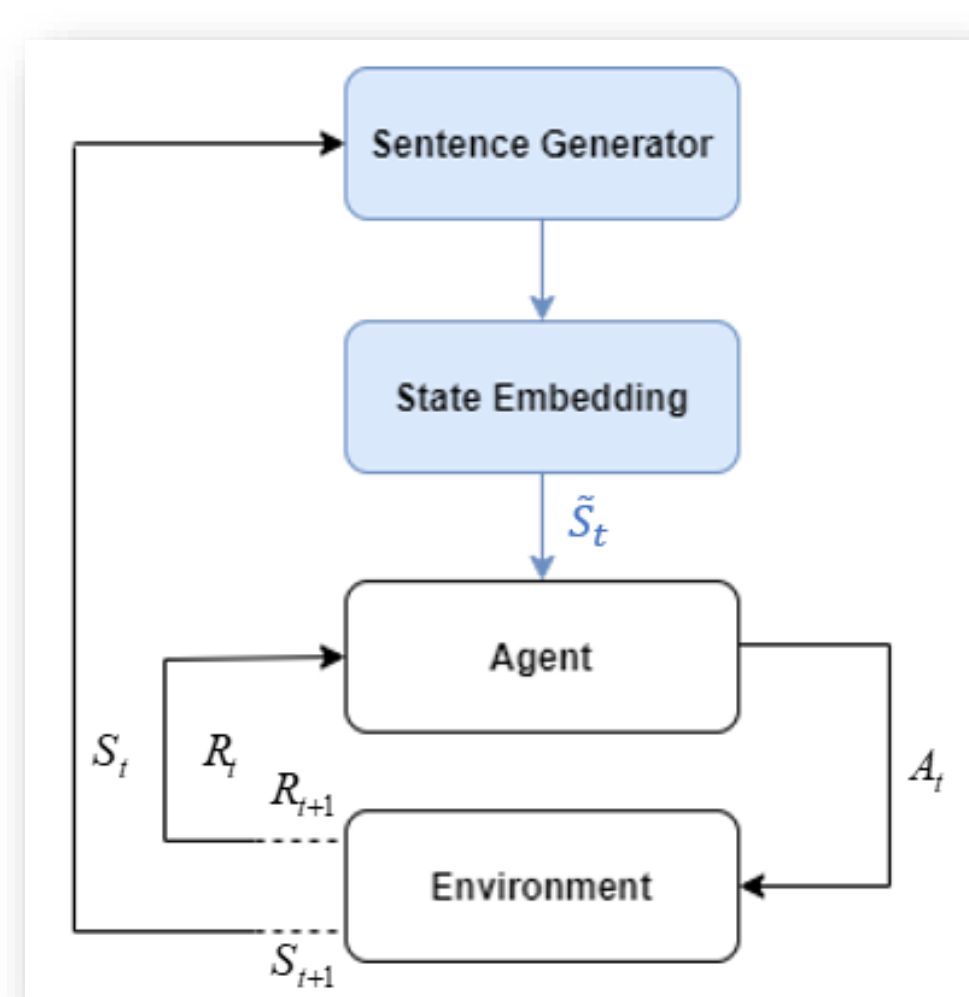 Sentence Generator
State Embedding
S̃ₜ
Agent
Sₜ
Rₜ
Aₜ
Rₜ₊₁
Environment
Sₜ₊₁